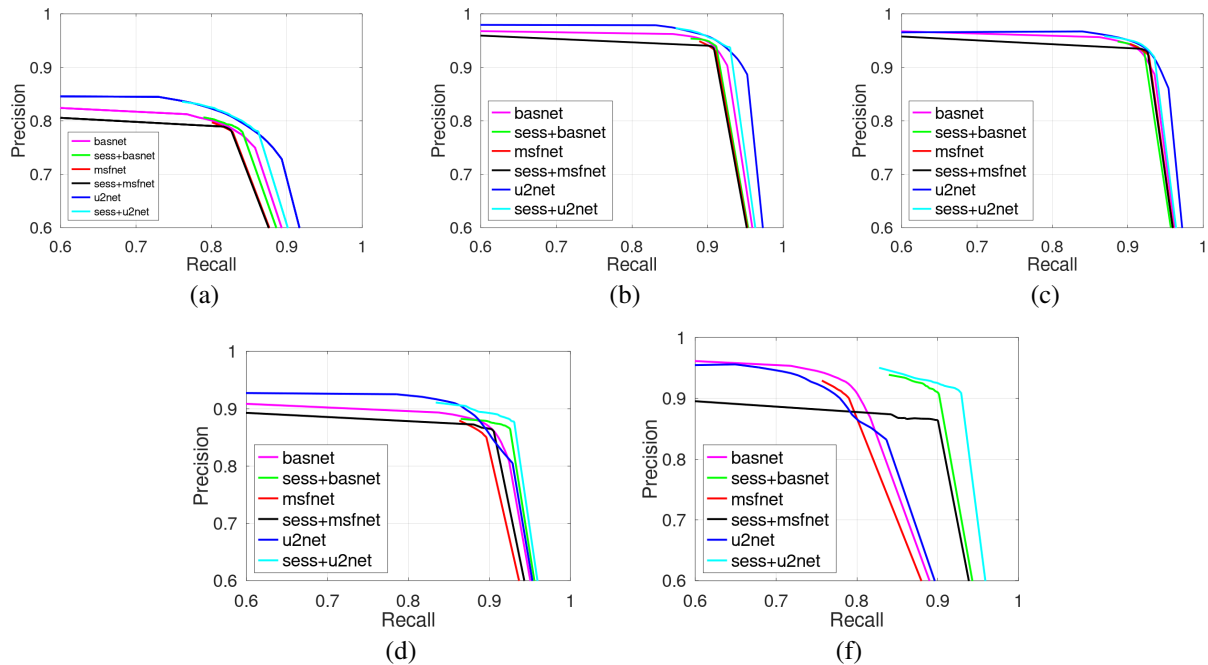 1
0.9
0.8
0.7
0.6
Precision
basnet
sess+basnet
msfnet
sess+msfnet
u2net
sess+u2net
0.6 0.7 0.8 0.9 1
Recall
(a)
1
0.9
0.8
0.7
0.6
Precision
basnet
sess+basnet
msfnet
sess+msfnet
u2net
sess+u2net
0.6 0.7 0.8 0.9 1
Recall
(b)
1
0.9
0.8
0.7
0.6
Precision
basnet
sess+basnet
msfnet
sess+msfnet
u2net
sess+u2net
0.6 0.7 0.8 0.9 1
Recall
(c)
1
0.9
0.8
0.7
0.6
Precision
basnet
sess+basnet
msfnet
sess+msfnet
u2net
sess+u2net
0.6 0.7 0.8 0.9 1
Recall
(d)
1
0.9
0.8
0.7
0.6
Precision
basnet
sess+basnet
msfnet
sess+msfnet
u2net
sess+u2net
0.6 0.7 0.8 0.9 1
Recall
(f)